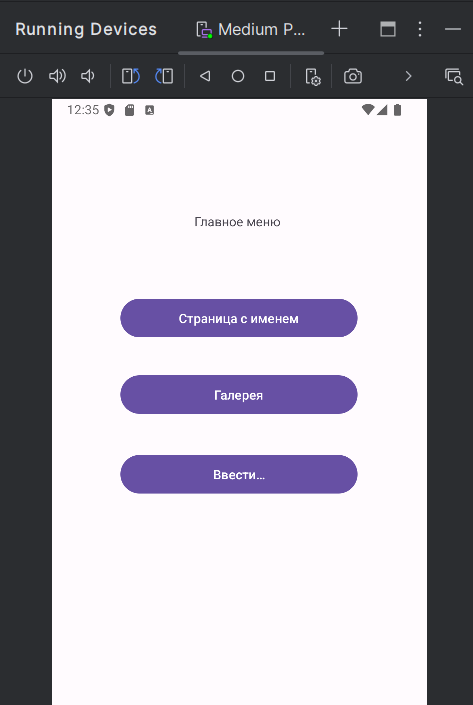 Running Devices
Medium P...
12:35
Главное меню
Страница с именем
Галерея
Ввести...